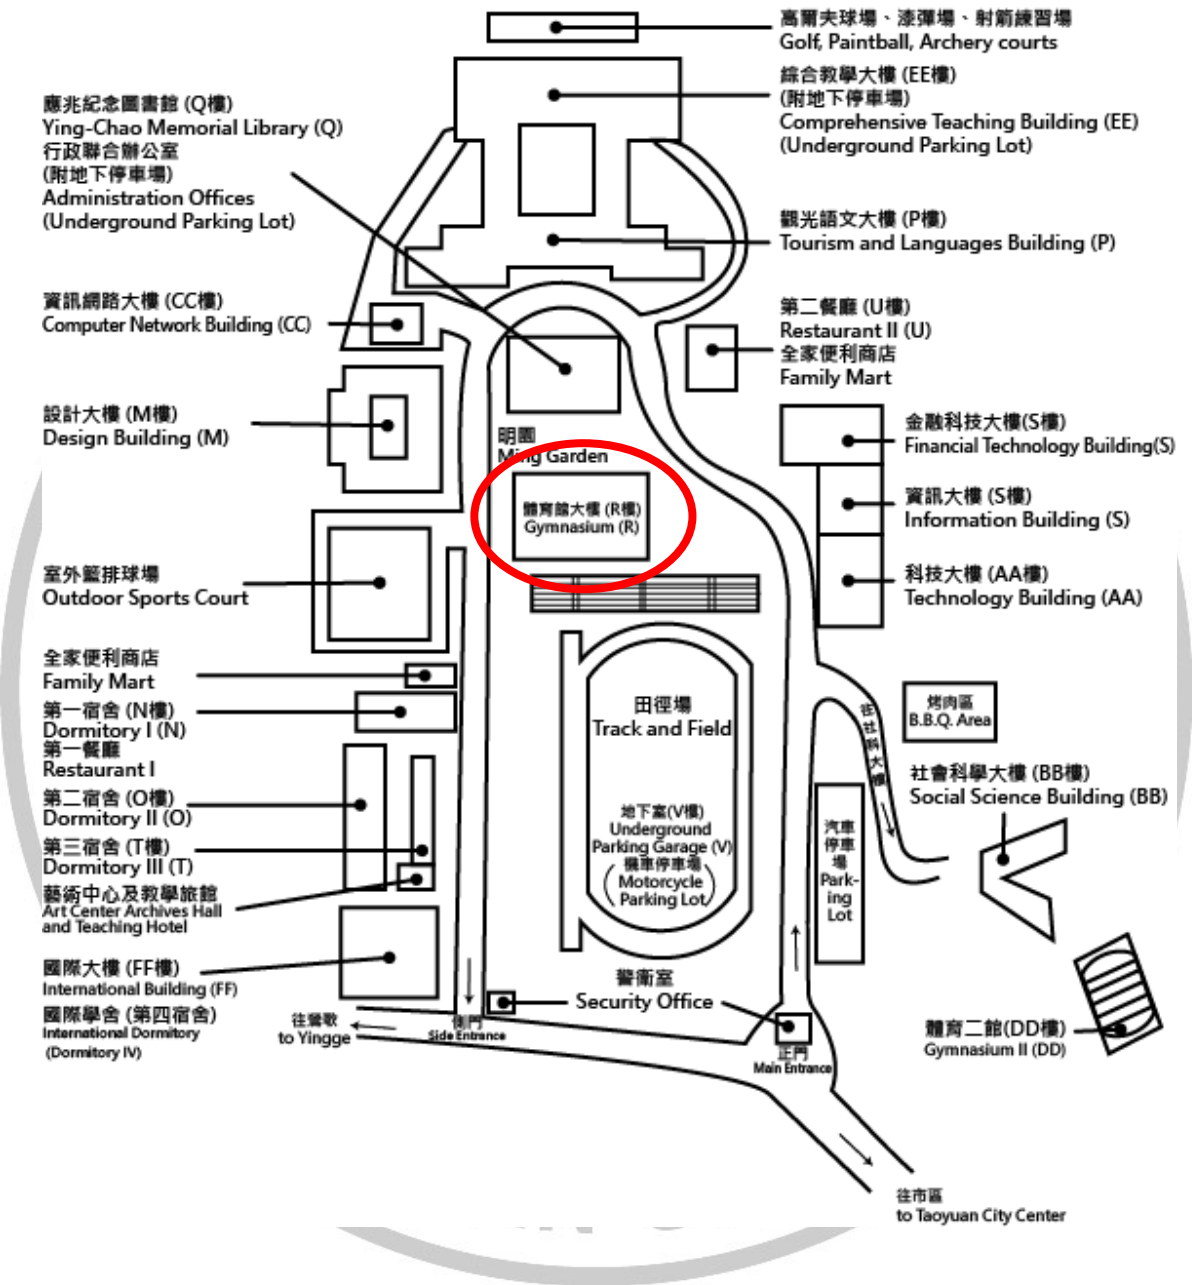 高爾夫球場、漆彈場、射箭練習場
Golf, Paintball, Archery courts
綜合教學大樓 (EE樓)
(附地下停車場)
Comprehensive Teaching Building (EE)
(Underground Parking Lot)
應兆紀念圖書館 (Q樓)
Ying-Chao Memorial Library (Q)
行政聯合辦公室
(附地下停車場)
Administration Offices
(Underground Parking Lot)
觀光語文大樓 (P樓)
Tourism and Languages Building (P)
資訊網路大樓 (CC樓)
Computer Network Building (CC)
第二餐廳 (U樓)
Restaurant II (U)
全家便利商店
Family Mart
設計大樓 (M樓)
Design Building (M)
明園
Ming Garden
金融科技大樓(S樓)
Financial Technology Building(S)
體育館大樓 (R樓)
Gymnasium (R)
資訊大樓 (S樓)
Information Building (S)
室外籃排球場
Outdoor Sports Court
科技大樓 (AA樓)
Technology Building (AA)
全家便利商店
Family Mart
第一宿舍 (N樓)
Dormitory I (N)
第一餐廳
Restaurant I
第二宿舍 (O樓)
Dormitory II (O)
第三宿舍 (T樓)
Dormitory III (T)
藝術中心及教學旅館
Art Center Archives Hall
and Teaching Hotel
國際大樓 (FF樓)
International Building (FF)
國際學舍 (第四宿舍)
International Dormitory
(Dormitory IV)
田徑場
Track and Field
地下室(V樓)
Underground
Parking Garage (V)
機車停車場
(Motorcycle
Parking Lot)
往社科大樓
烤肉區
B.B.Q. Area
社會科學大樓 (BB樓)
Social Science Building (BB)
汽車
停車
場
Park-
ing
Lot
警衛室
Security Office
體育二館(DD樓)
Gymnasium II (DD)
往鶯歌
to Yingge
側門
Side Entrance
正門
Main Entrance
往市區
to Taoyuan City Center